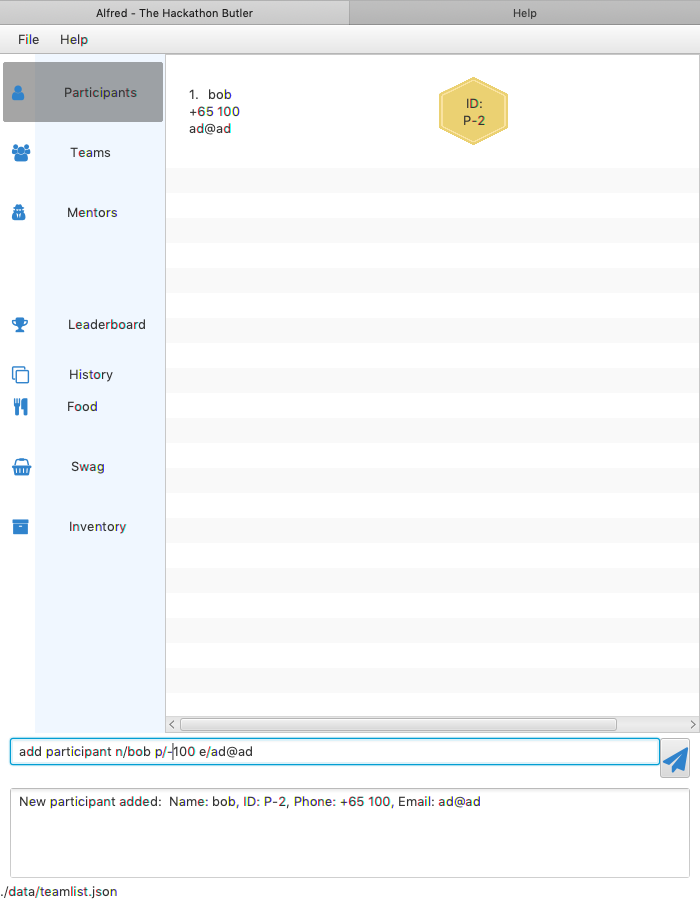 Alfred - The Hackathon Butler
Help
File Help
Participants
Teams
Mentors
Leaderboard
History
Food
Swag
Inventory
1. bob
+65 100
ad@ad
ID:
P-2
add participant n/bob p/-100 e/ad@ad
New participant added:  Name: bob, ID: P-2, Phone: +65 100, Email: ad@ad
./data/teamlist.json